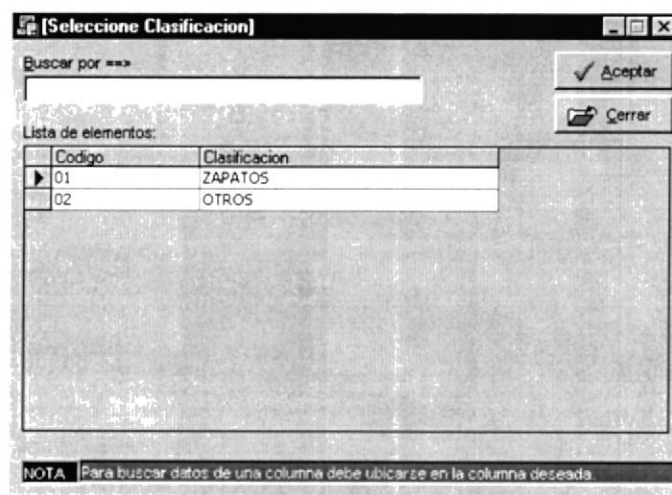 [Seleccione Clasificacion]
Buscar por ==>
Aceptar
Cerrar
Lista de elementos:
Codigo Clasificacion
01 ZAPATOS
02 OTROS
NOTA Para buscar datos de una columna debe ubicarse en la columna deseada.